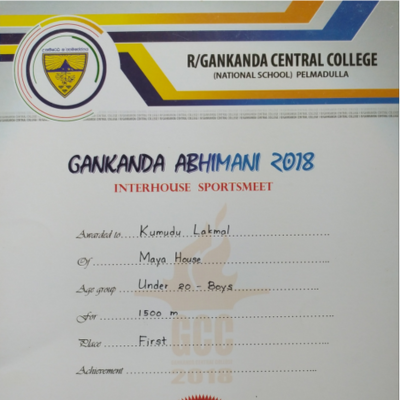 R/GANKANDA CENTRAL COLLEGE
(NATIONAL SCHOOL) PELMADULLA
GANKANDA ABHIMANI 2018
INTERHOUSE SPORTSMEET
Awarded to Kumudu Lakmal
Of Maya House
Age group Under 20 - Boys
For 1500 m
Place First
Achievement
GCC
2018